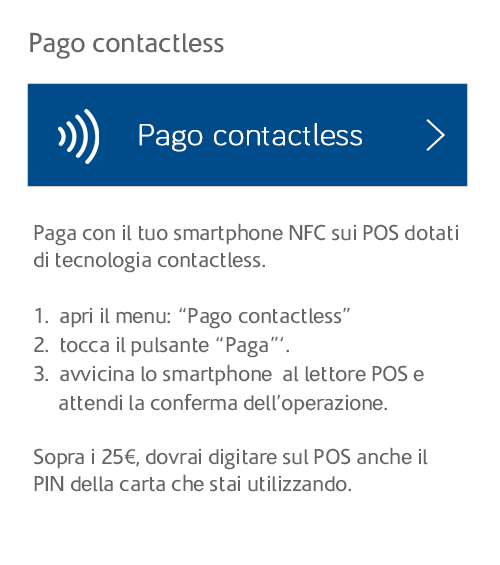 Pago contactless
Pago contactless
Paga con il tuo smartphone NFC sui POS dotati
di tecnologia contactless.
1. apri il menu: “Pago contactless”
2. tocca il pulsante “Paga”‘.
3. avvicina lo smartphone al lettore POS e
attendi la conferma dell’operazione.
Sopra i 25€, dovrai digitare sul POS anche il
PIN della carta che stai utilizzando.